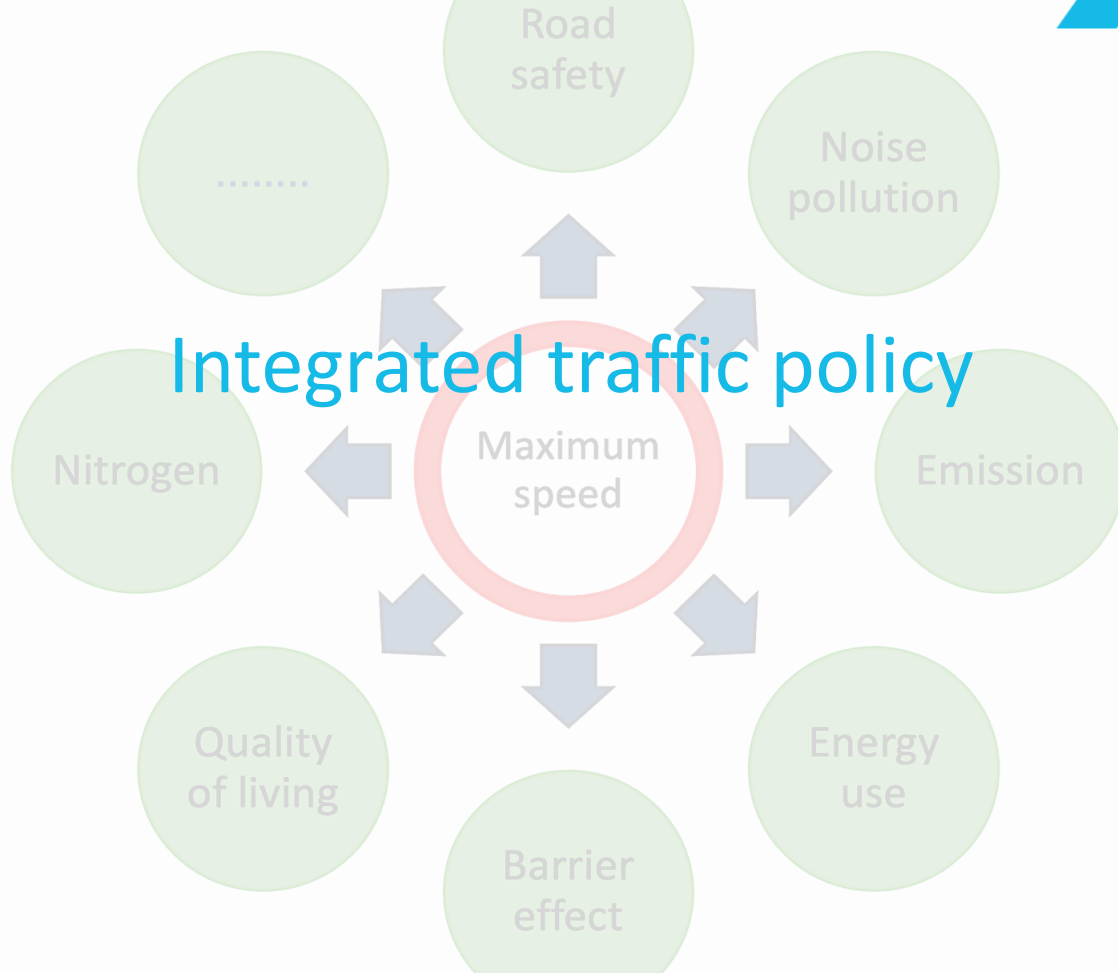 Road
safety
Noise
pollution
........
Integrated traffic policy
Maximum
speed
Nitrogen
Emission
Quality
of living
Energy
use
Barrier
effect